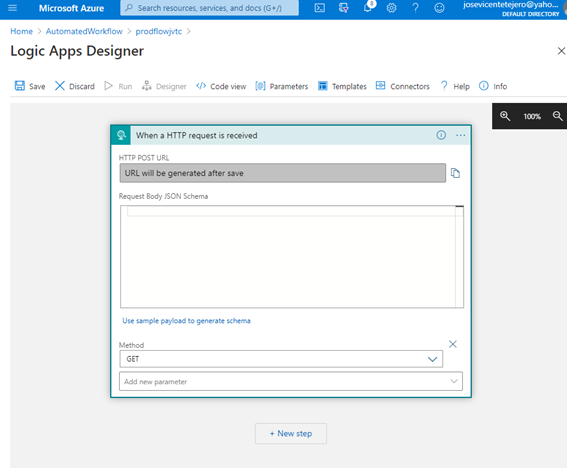 Microsoft Azure
Search resources, services, and docs (G+/)
josevicentetejero@yaho...
DEFAULT DIRECTORY
Home > AutomatedWorkflow > prodflowjvtc >
Logic Apps Designer
Save Discard Run Designer Code view Parameters Templates Connectors Help Info
100%
When a HTTP request is received
HTTP POST URL
URL will be generated after save
Request Body JSON Schema
Use sample payload to generate schema
Method
GET
Add new parameter
+ New step